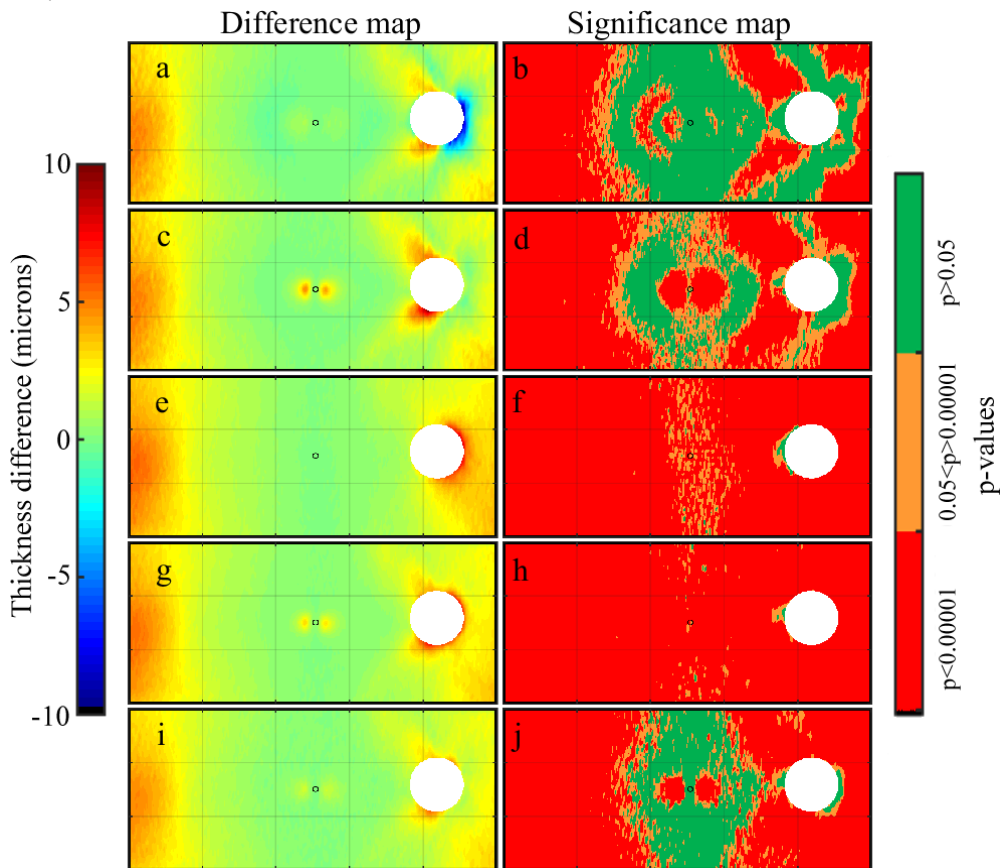 Difference map
Significance map
a
b
c
d
e
f
g
h
i
j
10
5
0
-5
-10
Thickness difference (microns)
p>0.05
0.05<p>0.00001
p<0.00001
p-values